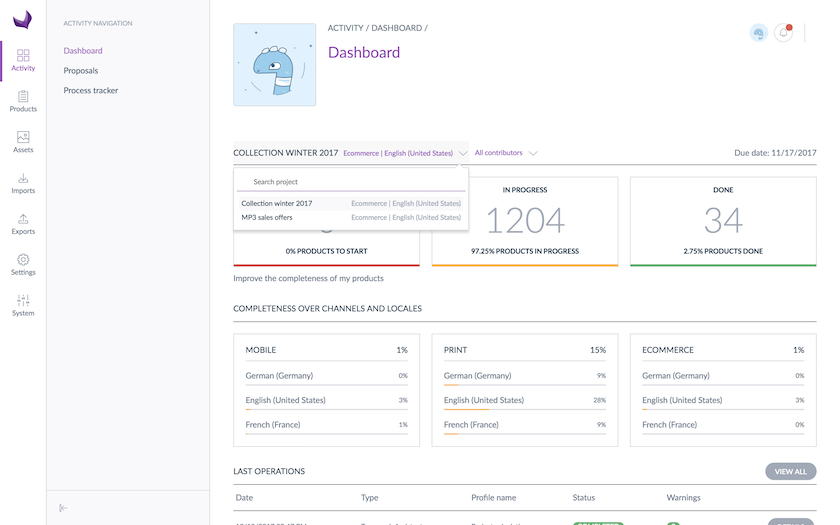 ACTIVITY NAVIGATION
Dashboard
Proposals
Process tracker
Activity
Products
Assets
Imports
Exports
Settings
System
ACTIVITY / DASHBOARD /
Dashboard
COLLECTION WINTER 2017 Ecommerce | English (United States) All contributors Due date: 11/17/2017
Search project
Collection winter 2017 Ecommerce | English (United States)
MP3 sales offers Ecommerce | English (United States)
0% PRODUCTS TO START
IN PROGRESS
1204
97.25% PRODUCTS IN PROGRESS
DONE
34
2.75% PRODUCTS DONE
Improve the completeness of my products
COMPLETENESS OVER CHANNELS AND LOCALES
MOBILE 1%
German (Germany) 0%
English (United States) 3%
French (France) 1%
PRINT 15%
German (Germany) 9%
English (United States) 28%
French (France) 9%
ECOMMERCE 1%
German (Germany) 0%
English (United States) 3%
French (France) 0%
LAST OPERATIONS VIEW ALL
Date Type Profile name Status Warnings